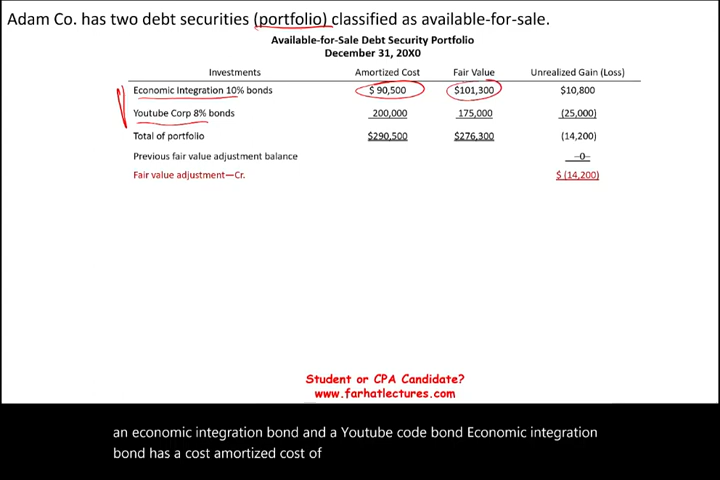 Adam Co. has two debt securities (portfolio) classified as available-for-sale.
Available-for-Sale Debt Security Portfolio
December 31, 20X0
Investments Amortized Cost Fair Value Unrealized Gain (Loss)
Economic Integration 10% bonds $ 90,500 $101,300 $10,800
Youtube Corp 8% bonds 200,000 175,000 (25,000)
Total of portfolio $290,500 $276,300 (14,200)
Previous fair value adjustment balance –0–
Fair value adjustment—Cr. $ (14,200)
Student or CPA Candidate?
www.farhatlectures.com
an economic integration bond and a Youtube code bond Economic integration
bond has a cost amortized cost of